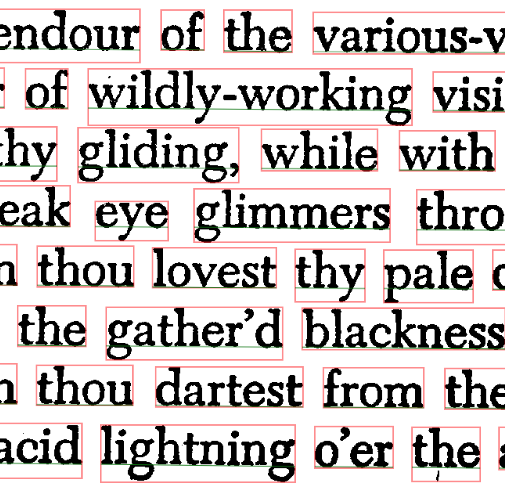 endour of the various-v
of wildly-working visi
thy gliding, while with
eak eye glimmers thro
thou lovest thy pale
the gather'd blackness
thou dartest from the
acid lightning o'er the